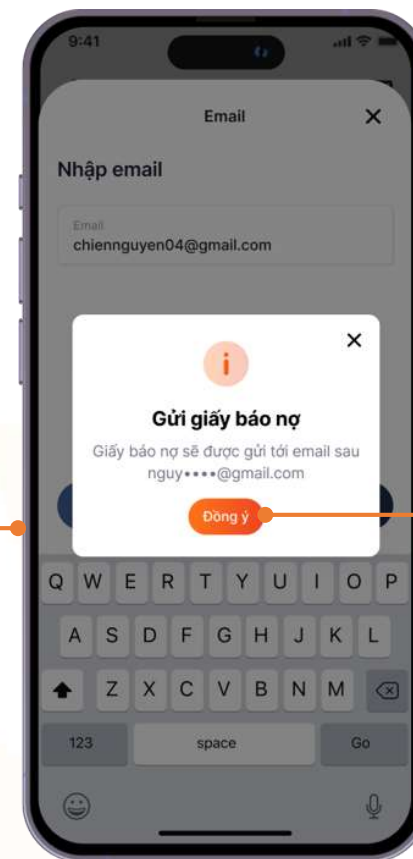 9:41
Email
Nhập email
Email
chiennguyen04@gmail.com
i
Gửi giấy báo nợ
Giấy báo nợ sẽ được gửi tới email sau
nguy••••@gmail.com
Đồng ý
Q W E R T Y U I O P
A S D F G H J K L
Z X C V B N M
123 space Go